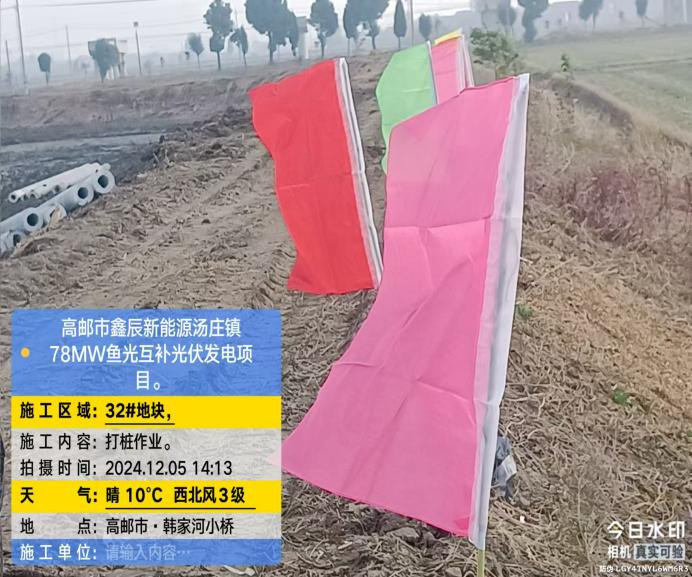 高邮市鑫辰新能源汤庄镇
78MW鱼光互补光伏发电项
目。
施工区域：32#地块，
施工内容：打桩作业。
拍摄时间：2024.12.05 14:13
天　　气：晴 10℃ 西北风3级
地　　点：高邮市·韩家河小桥
施工单位：请输入内容…
今日水印
相机 真实可验
防伪 LGY4TNYL6WM6R3